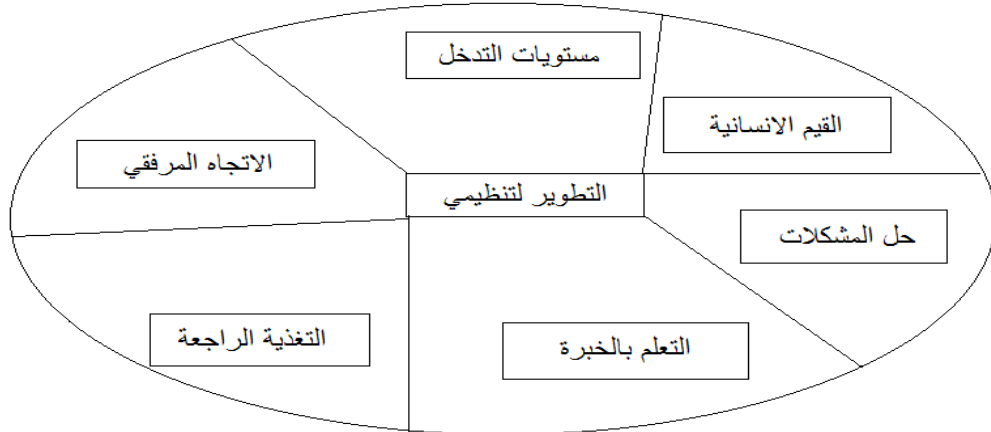 مستويات التدخل
القيم الانسانية
الاتجاه المرفقي
التطوير لتنظيمي
حل المشكلات
التغذية الراجعة
التعلم بالخبرة